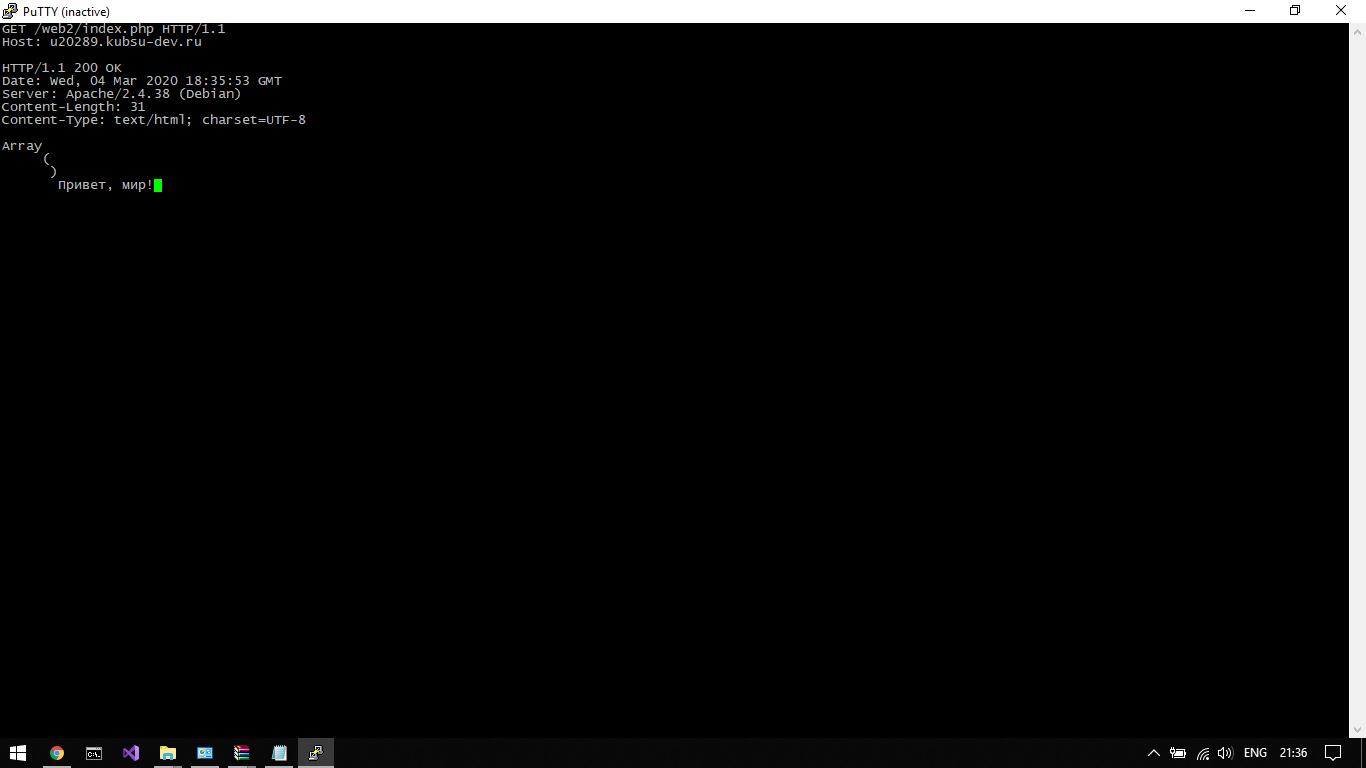 PuTTY (inactive)
GET /web2/index.php HTTP/1.1
Host: u20289.kubsu-dev.ru
HTTP/1.1 200 OK
Date: Wed, 04 Mar 2020 18:35:53 GMT
Server: Apache/2.4.38 (Debian)
Content-Length: 31
Content-Type: text/html; charset=UTF-8
Array
(
)
Привет, мир!
C:\.
ENG 21:36